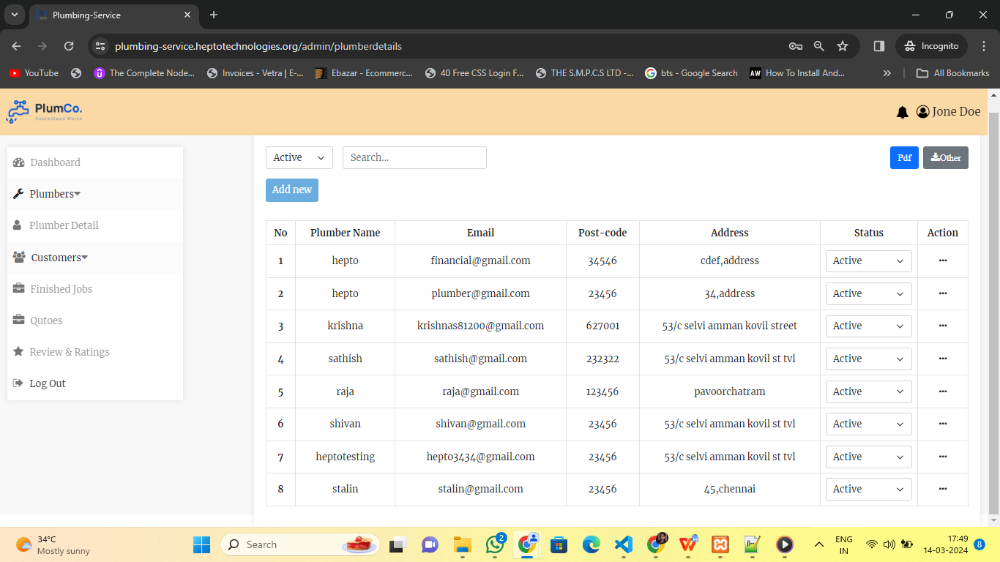 Plumbing-Service
plumbing-service.heptotechnologies.org/admin/plumberdetails
Incognito
YouTube
The Complete Node...
Invoices - Vetra | E-...
Ebazar - Ecommerc...
40 Free CSS Login F...
THE S.M.P.C.S LTD -...
bts - Google Search
AW How To Install And...
All Bookmarks
PlumCo.
Guaranteed Works
Jone Doe
Dashboard
Plumbers
Plumber Detail
Customers
Finished Jobs
Qutoes
Review & Ratings
Log Out
Active
Search...
Pdf
Other
Add new
No Plumber Name Email Post-code Address Status Action
1 hepto financial@gmail.com 34546 cdef,address Active
2 hepto plumber@gmail.com 23456 34,address Active
3 krishna krishnas81200@gmail.com 627001 53/c selvi amman kovil street Active
4 sathish sathish@gmail.com 232322 53/c selvi amman kovil st tvl Active
5 raja raja@gmail.com 123456 pavoorchatram Active
6 shivan shivan@gmail.com 23456 53/c selvi amman kovil st tvl Active
7 heptotesting hepto3434@gmail.com 23456 53/c selvi amman kovil st tvl Active
8 stalin stalin@gmail.com 23456 45,chennai Active
34°C
Mostly sunny
Search
2
ENG
IN
17:49
14-03-2024
8